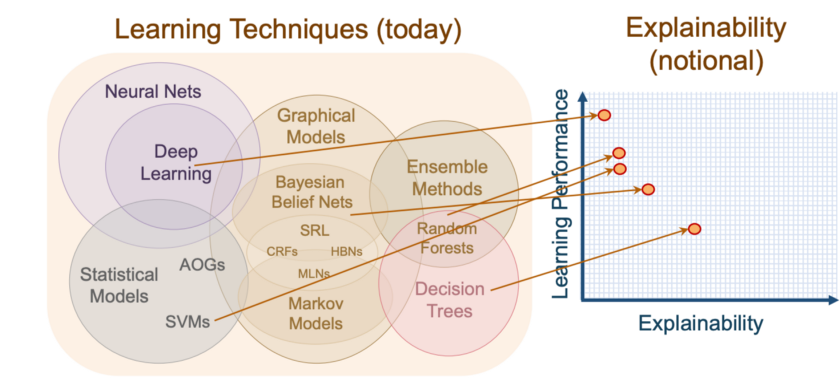 Learning Techniques (today)
Explainability
(notional)
Neural Nets
Deep
Learning
Graphical
Models
Bayesian
Belief Nets
SRL
CRFs
HBNs
MLNs
Markov
Models
Ensemble
Methods
Random
Forests
Decision
Trees
Statistical
Models
AOGs
SVMs
Learning Performance
Explainability